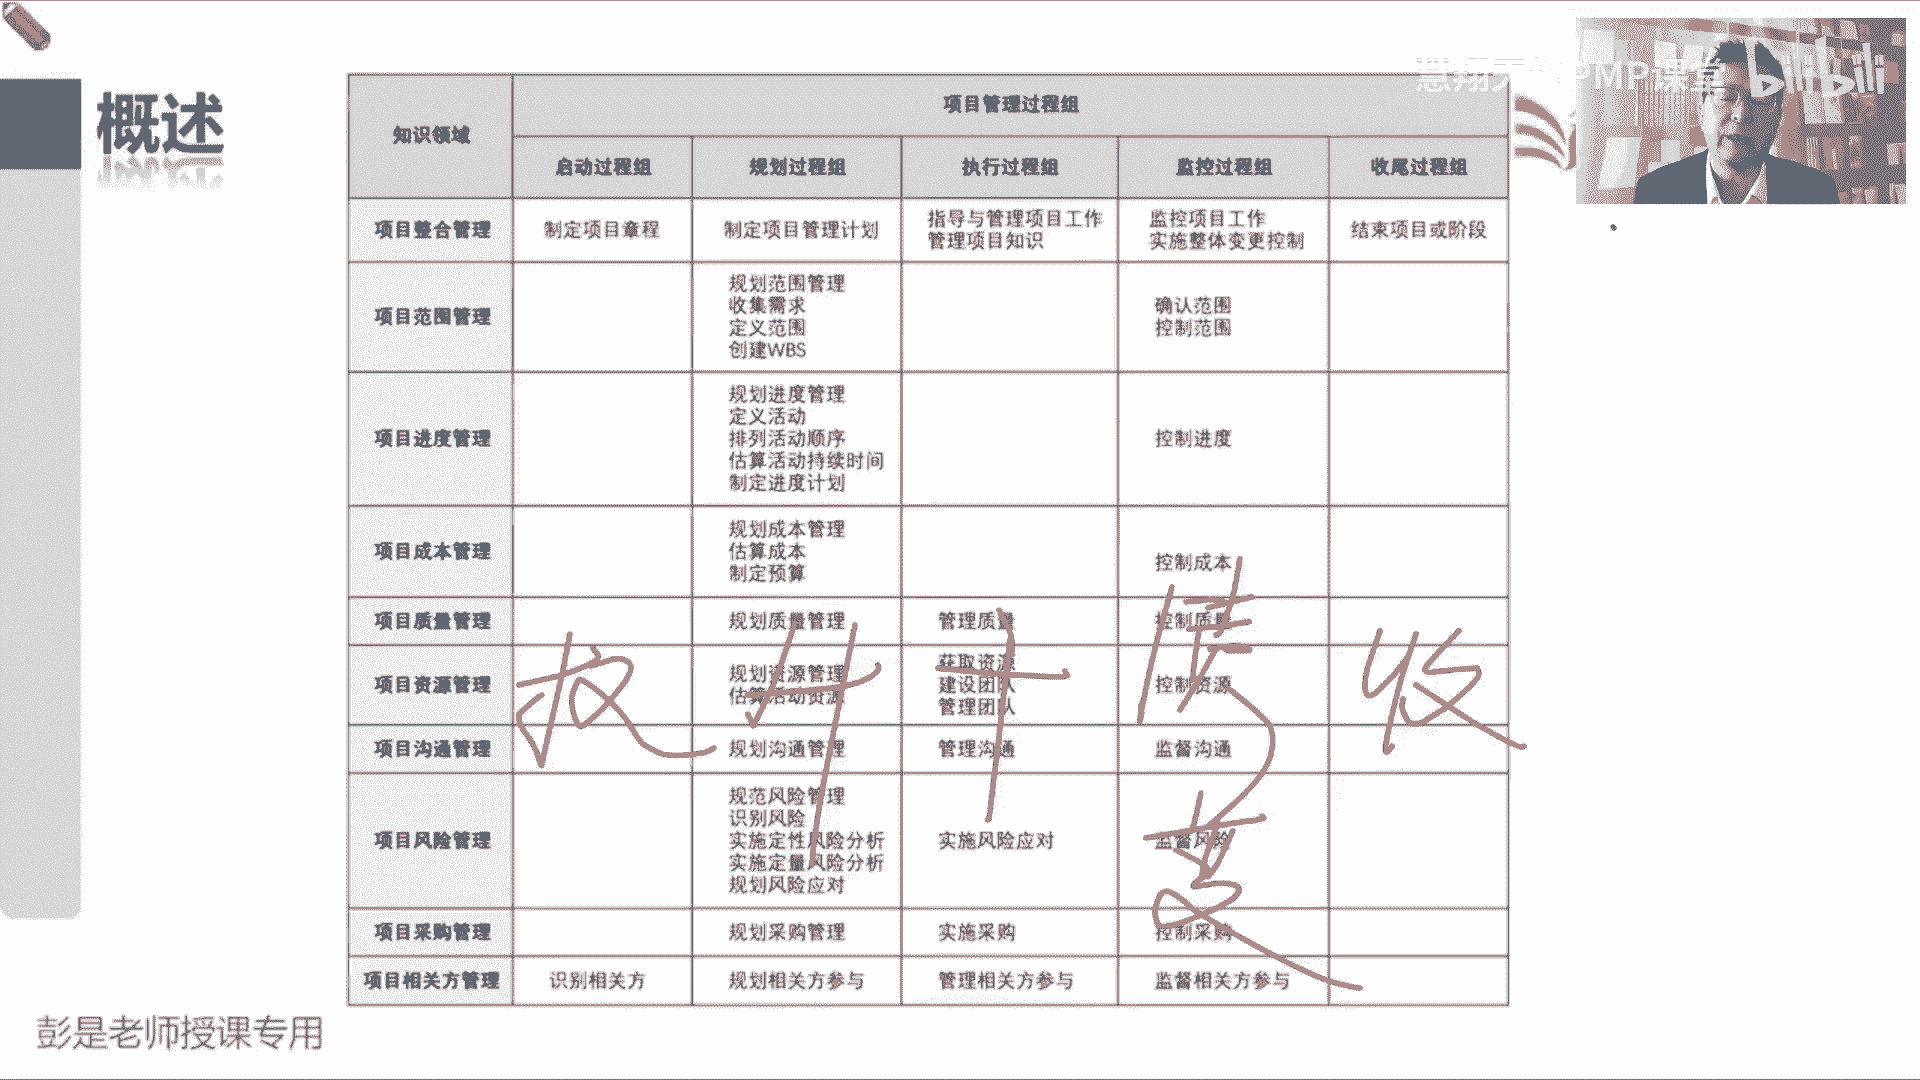 慧翔天地PMP课堂 bilibili
概述
知识领域
项目管理过程组
启动过程组 规划过程组 执行过程组 监控过程组 收尾过程组
项目整合管理
制定项目章程
制定项目管理计划
指导与管理项目工作
管理项目知识
监控项目工作
实施整体变更控制
结束项目或阶段
项目范围管理
规划范围管理
收集需求
定义范围
创建WBS
确认范围
控制范围
项目进度管理
规划进度管理
定义活动
排列活动顺序
估算活动持续时间
制定进度计划
控制进度
项目成本管理
规划成本管理
估算成本
制定预算
控制成本
项目质量管理
规划质量管理
管理质量
控制质量
项目资源管理
规划资源管理
估算活动资源
获取资源
建设团队
管理团队
控制资源
项目沟通管理
规划沟通管理
管理沟通
监督沟通
项目风险管理
规范风险管理
识别风险
实施定性风险分析
实施定量风险分析
规划风险应对
实施风险应对
监督风险
项目采购管理
规划采购管理
实施采购
控制采购
项目相关方管理
识别相关方
规划相关方参与
管理相关方参与
监督相关方参与
收
彭是老师授课专用